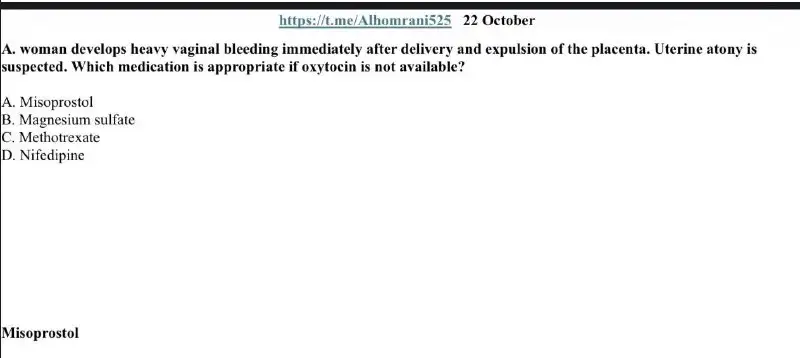 https://t.me/Alhomrani525 22 October
A. woman develops heavy vaginal bleeding immediately after delivery and expulsion of the placenta. Uterine atony is
suspected. Which medication is appropriate if oxytocin is not available?
A. Misoprostol
B. Magnesium sulfate
C. Methotrexate
D. Nifedipine
Misoprostol